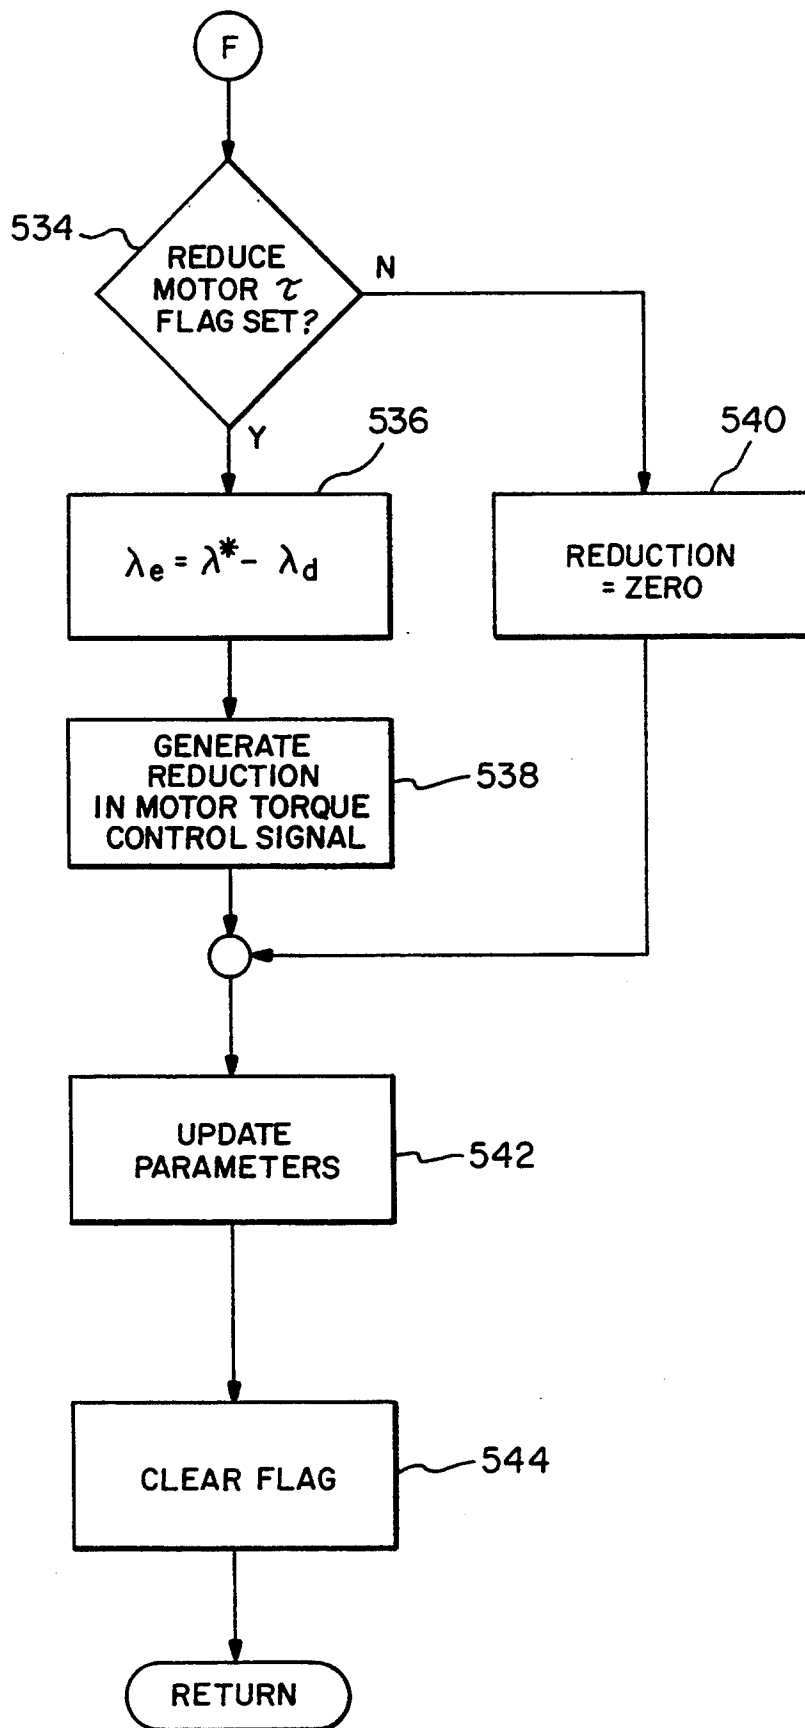 F
534
REDUCE
MOTOR τ
FLAG SET?
N
Y
536
540
λe = λ* - λd
REDUCTION
= ZERO
GENERATE
REDUCTION
IN MOTOR TORQUE
CONTROL SIGNAL
538
UPDATE
PARAMETERS
542
CLEAR FLAG
544
RETURN